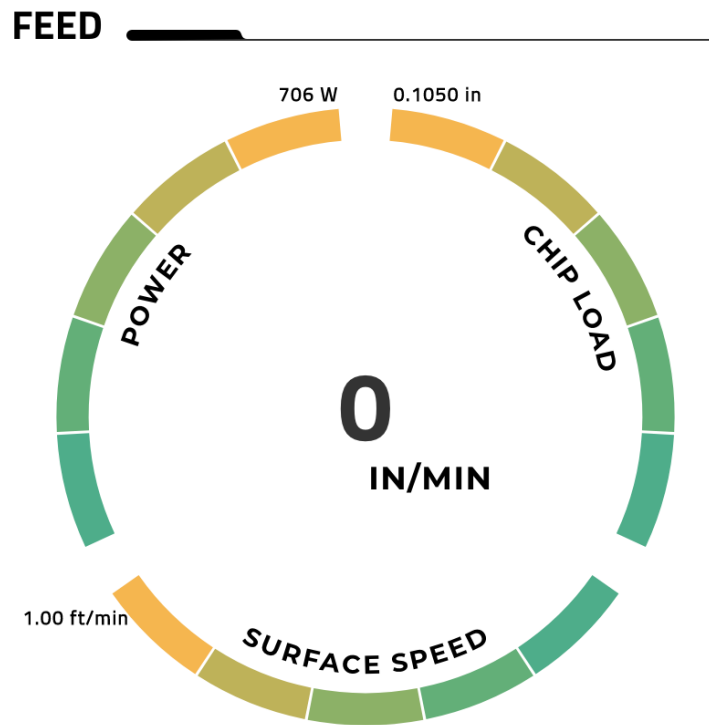 FEED
706 W
0.1050 in
POWER
CHIP LOAD
0
IN/MIN
1.00 ft/min
SURFACE SPEED